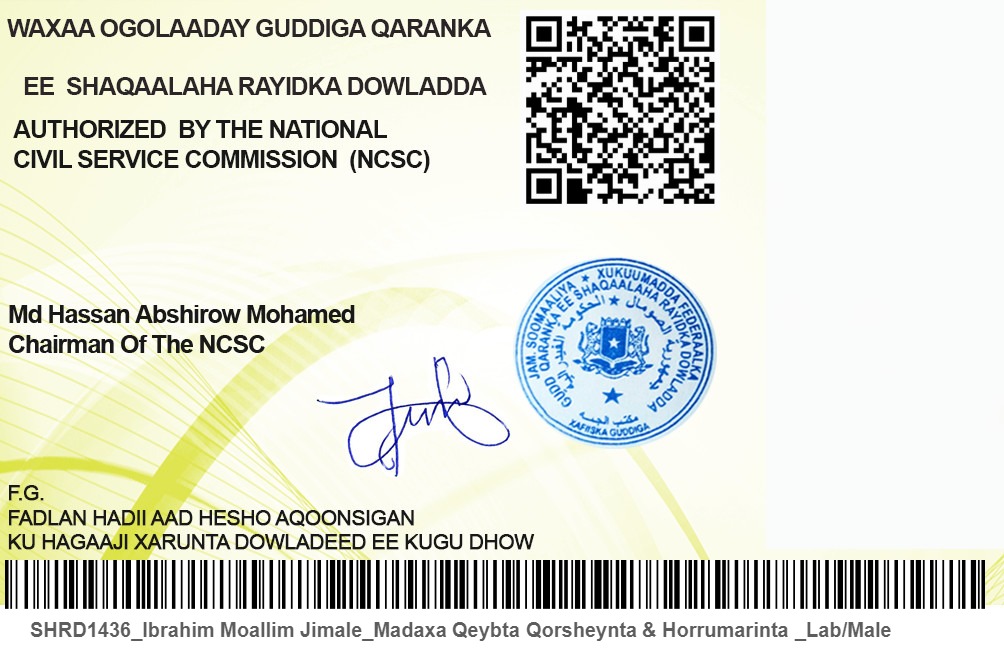 WAXAA OGOLAADAY GUDDIGA QARANKA
EE SHAQAALAHA RAYIDKA DOWLADDA
AUTHORIZED BY THE NATIONAL
CIVIL SERVICE COMMISSION (NCSC)
Md Hassan Abshirow Mohamed
Chairman Of The NCSC
JAM. SOOMAALIYA ★ XUKUUMADDA FEDERAALKA
GUDD QARANKA EE SHAQAALAHA RAYIDKA DOWLADDA
XAFIISKA GUDDIGA
F.G.
FADLAN HADII AAD HESHO AQOONSIGAN
KU HAGAAJI XARUNTA DOWLADEED EE KUGU DHOW
SHRD1436_Ibrahim Moallim Jimale_Madaxa Qeybta Qorsheynta & Horrumarinta _Lab/Male